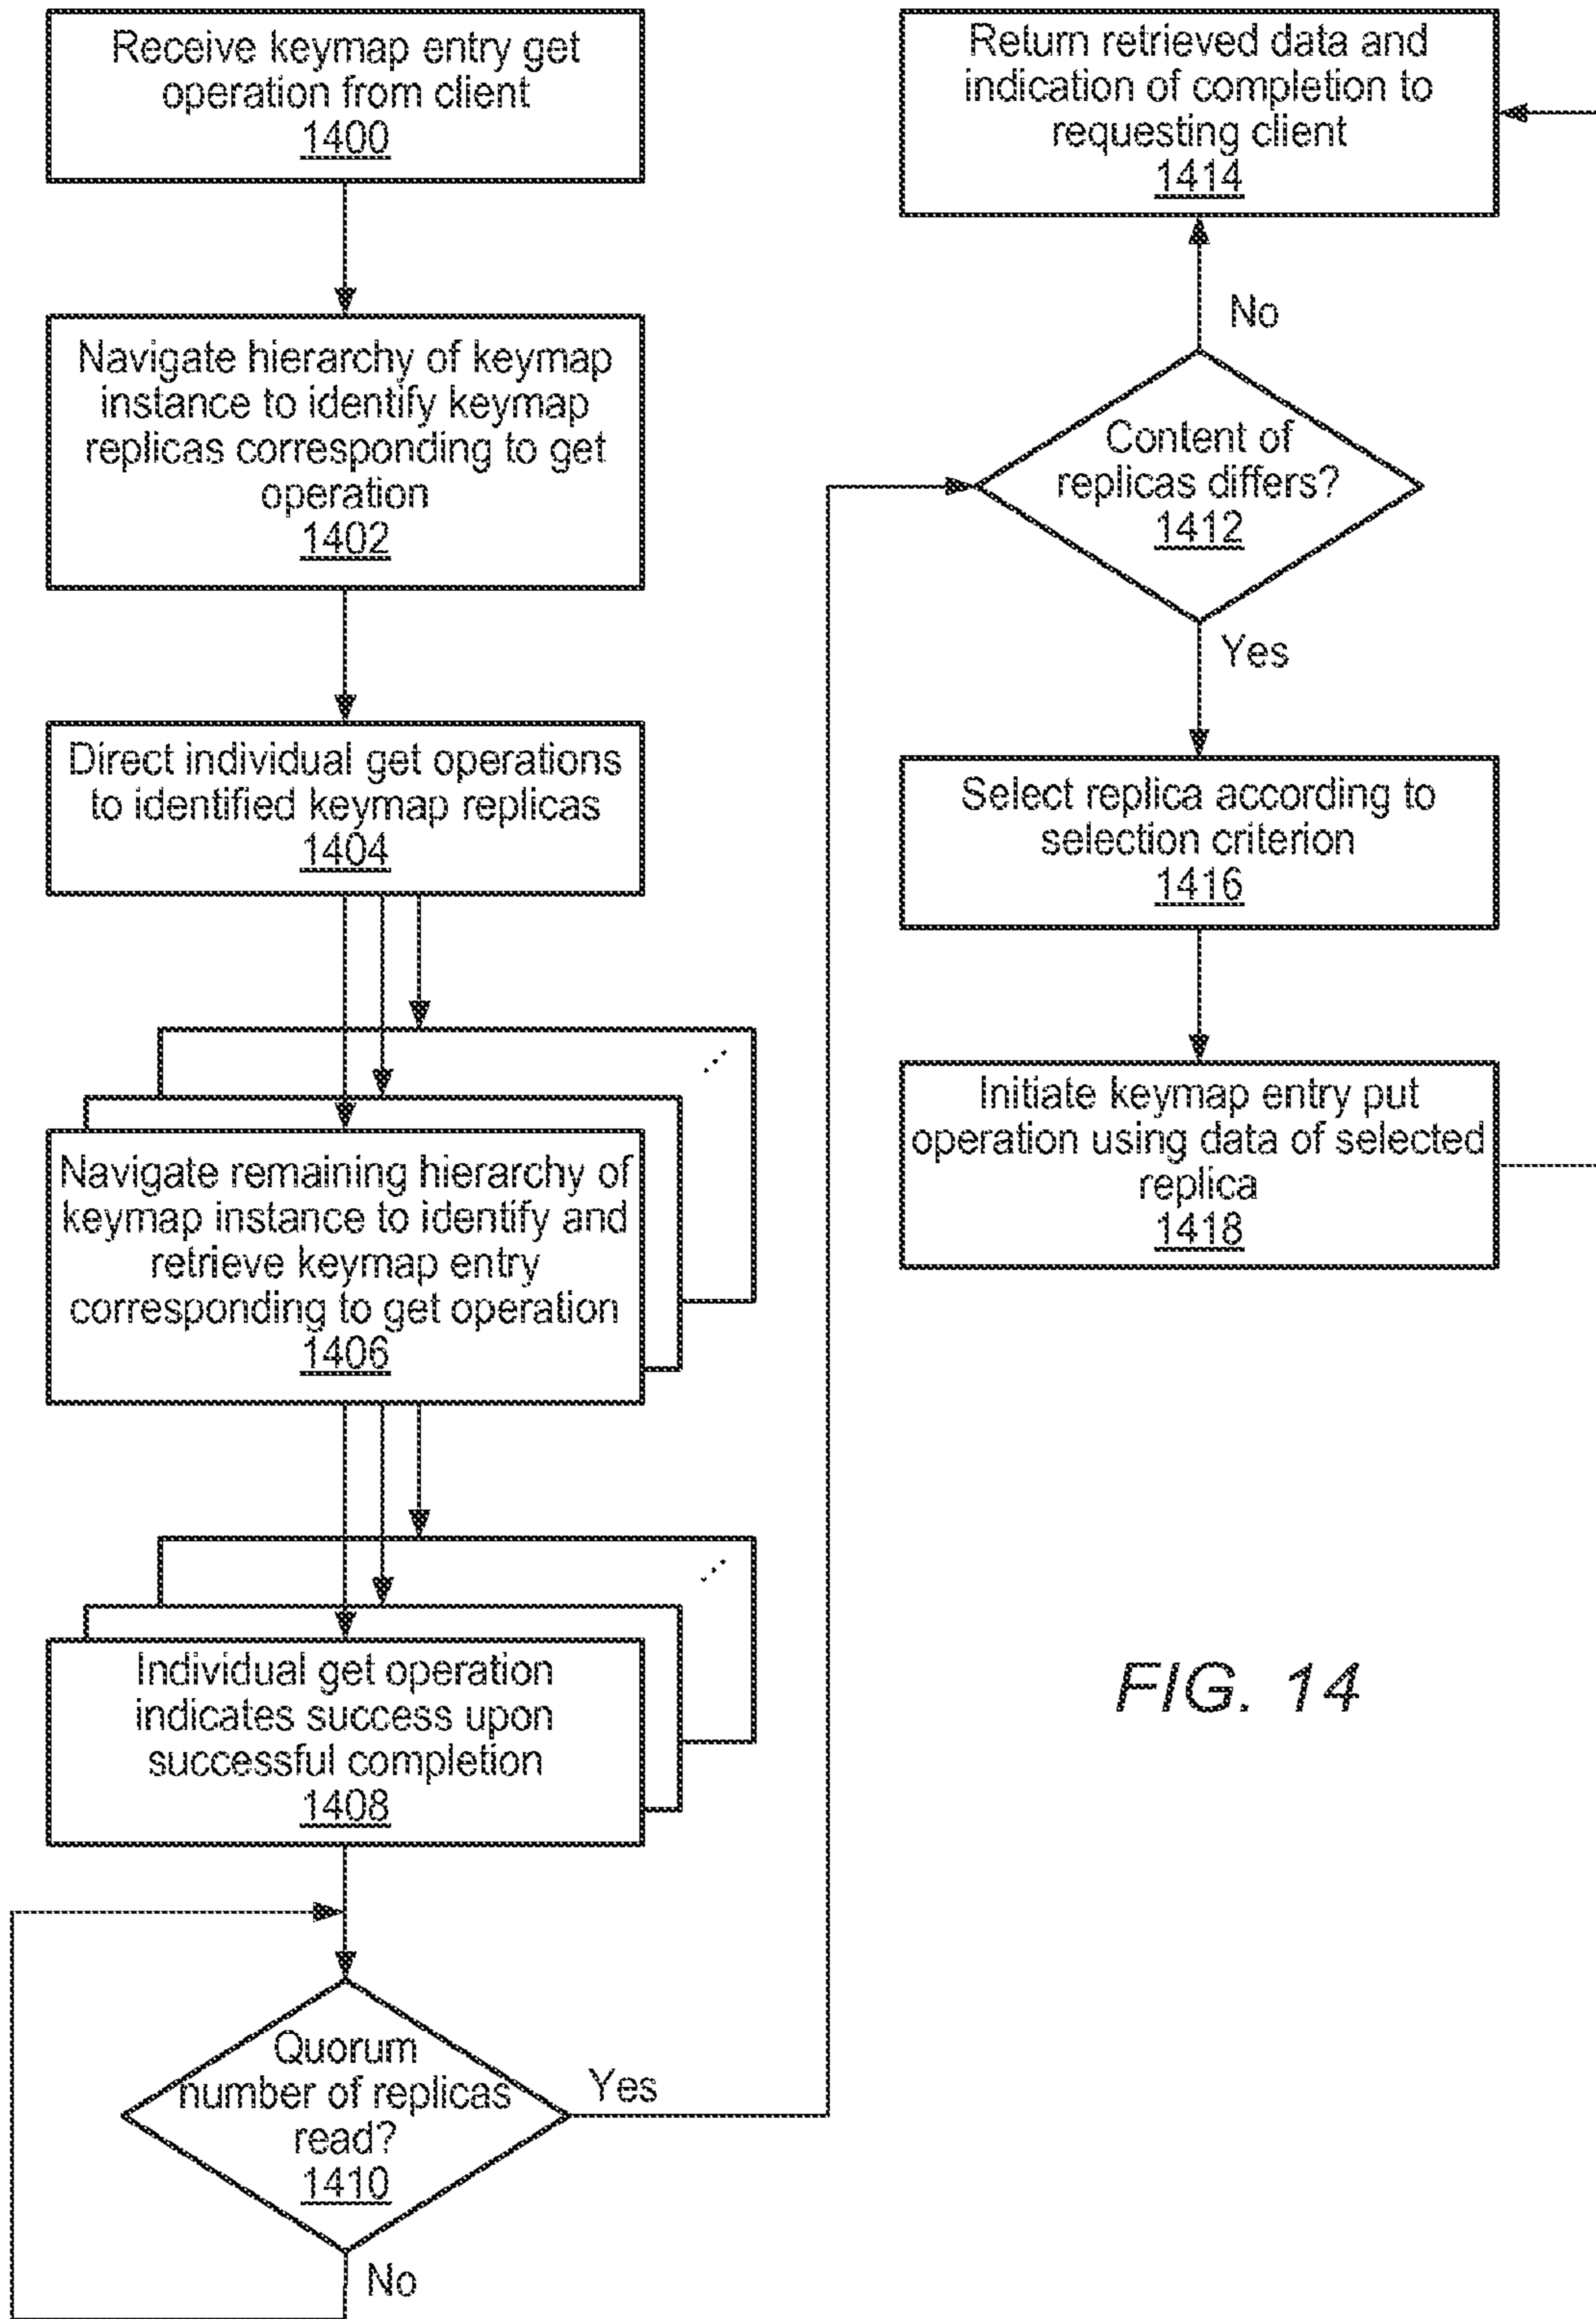 Receive keymap entry get
operation from client
1400
Navigate hierarchy of keymap
instance to identify keymap
replicas corresponding to get
operation
1402
Direct individual get operations
to identified keymap replicas
1404
Navigate remaining hierarchy of
keymap instance to identify and
retrieve keymap entry
corresponding to get operation
1406
Individual get operation
indicates success upon
successful completion
1408
Quorum
number of replicas
read?
1410
Yes
No
Return retrieved data and
indication of completion to
requesting client
1414
No
Content of
replicas differs?
1412
Yes
Select replica according to
selection criterion
1416
Initiate keymap entry put
operation using data of selected
replica
1418
FIG. 14